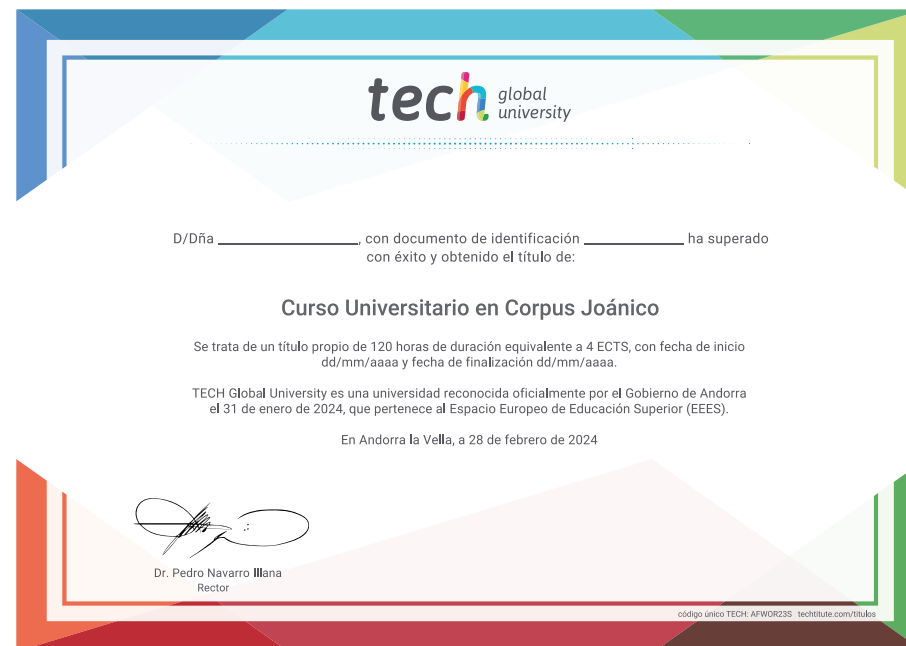 tech global
university
D/Dña , con documento de identificación ha superado
con éxito y obtenido el título de:
Curso Universitario en Corpus Joánico
Se trata de un título propio de 120 horas de duración equivalente a 4 ECTS, con fecha de inicio
dd/mm/aaaa y fecha de finalización dd/mm/aaaa.
TECH Global University es una universidad reconocida oficialmente por el Gobierno de Andorra
el 31 de enero de 2024, que pertenece al Espacio Europeo de Educación Superior (EEES).
En Andorra la Vella, a 28 de febrero de 2024
Dr. Pedro Navarro Illana
Rector
código único TECH: AFWOR23S techtitute.com/titulos